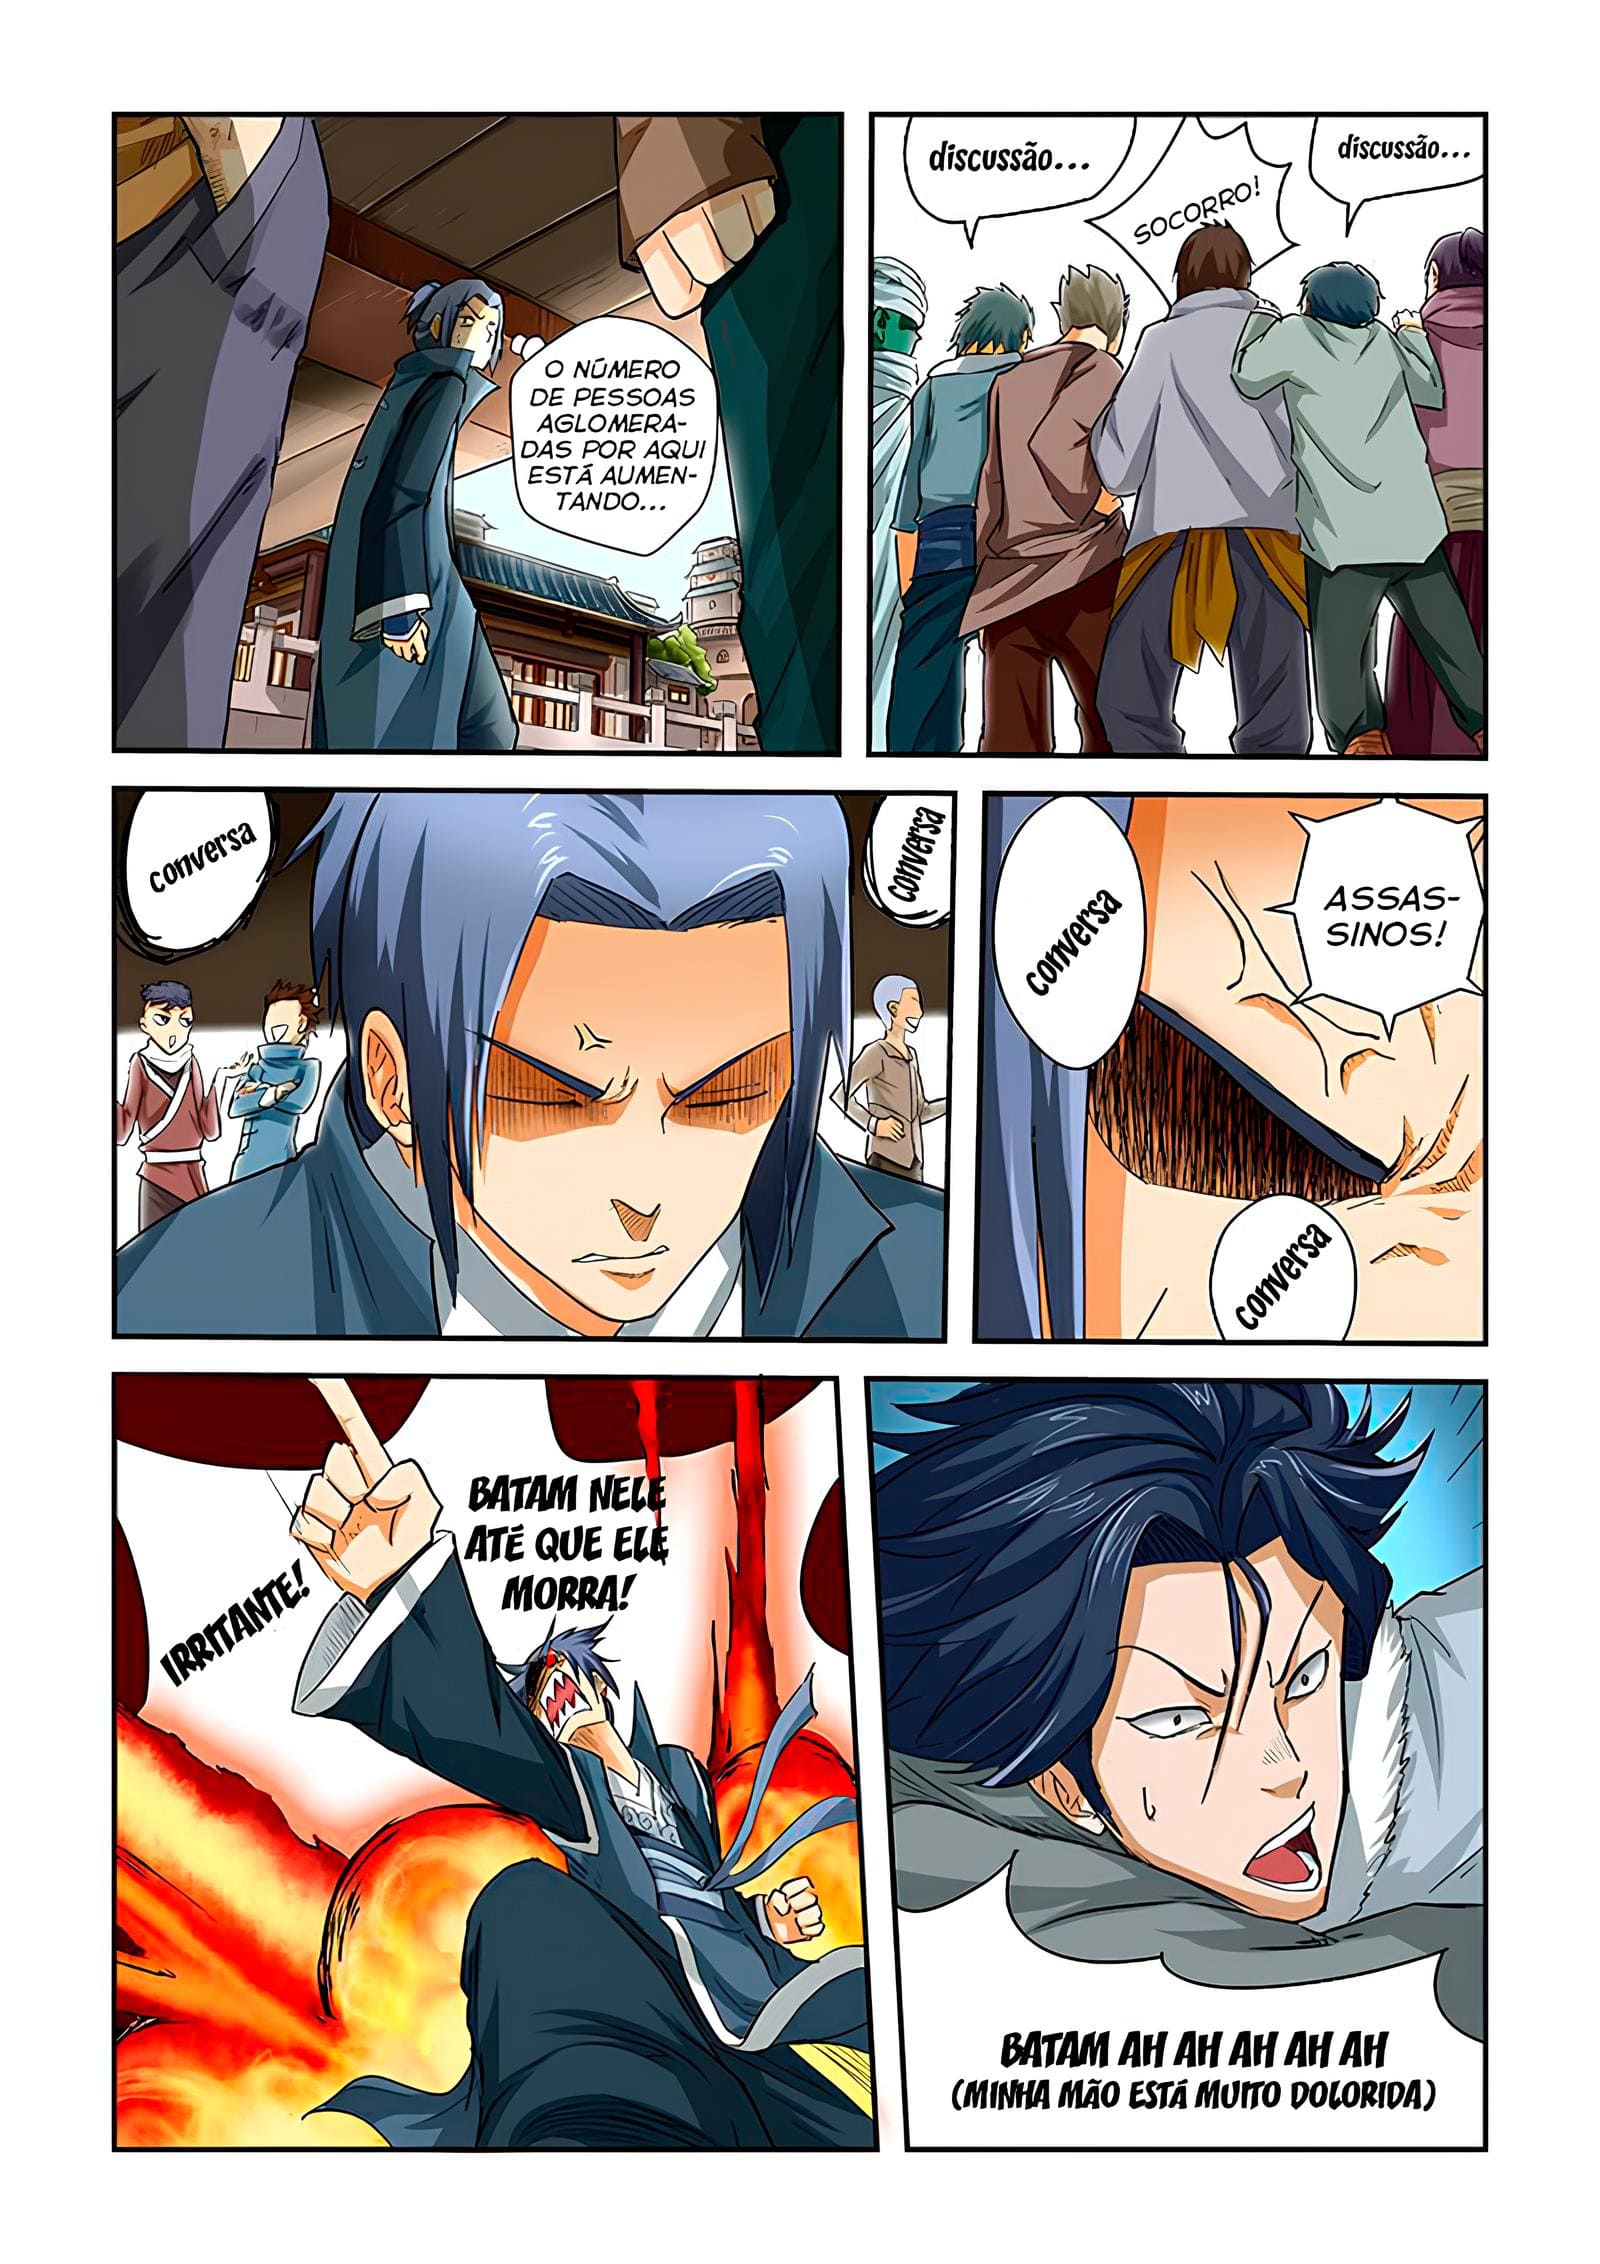 O NÚMERO
DE PESSOAS
AGLOMERA-
DAS POR AQUI
ESTÁ AUMEN-
TANDO...
discussão...
SOCORRO!
discussão...
conversa
conversa
conversa
ASSAS-
SINOS!
conversa
IRRITANTE!
BATAM NELE
ATÉ QUE ELE
MORRA!
BATAM AH AH AH AH AH
(MINHA MÃO ESTÁ MUITO DOLORIDA)